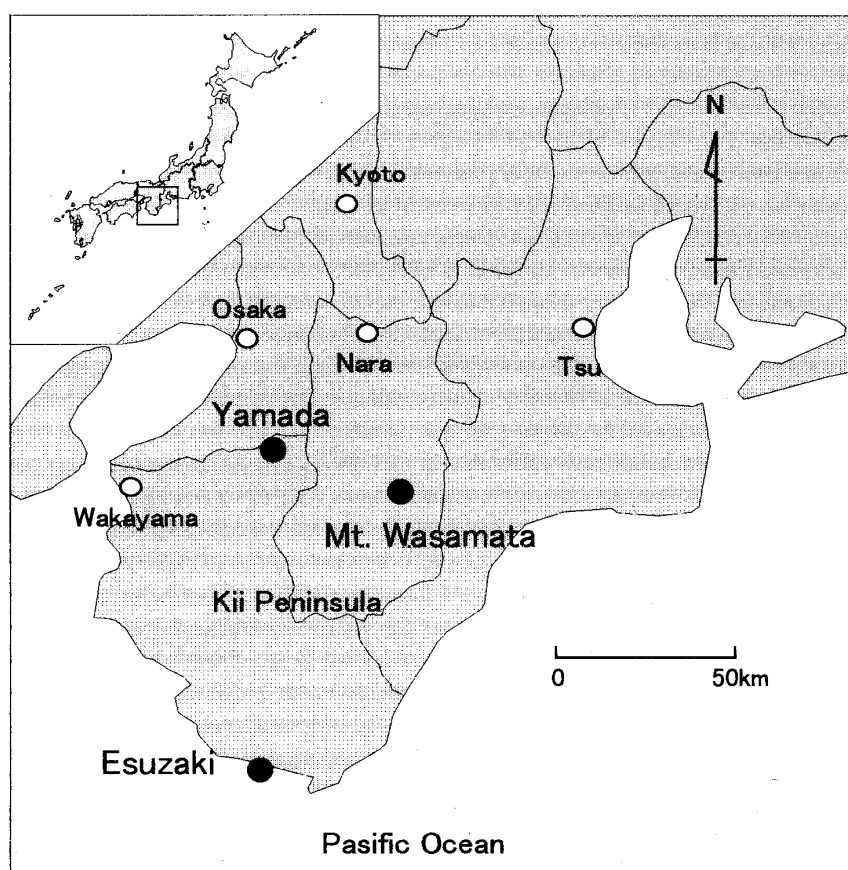 N
Kyoto
Osaka
Nara
Tsu
Yamada
Wakayama
Mt. Wasamata
Kii Peninsula
0 50km
Esuzaki
Pasific Ocean